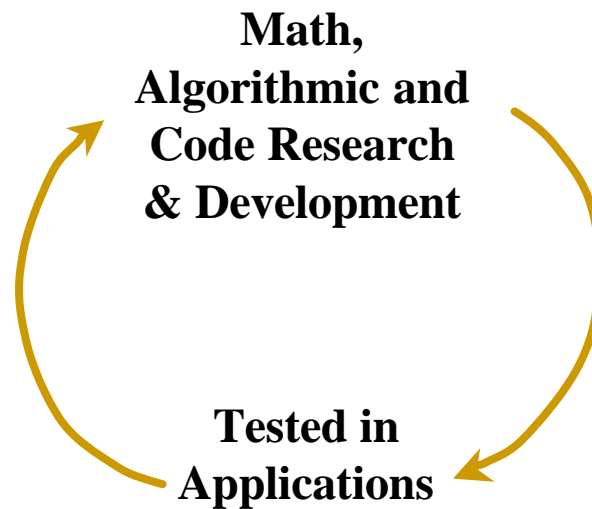 Math,
Algorithmic and
Code Research
& Development
Tested in
Applications